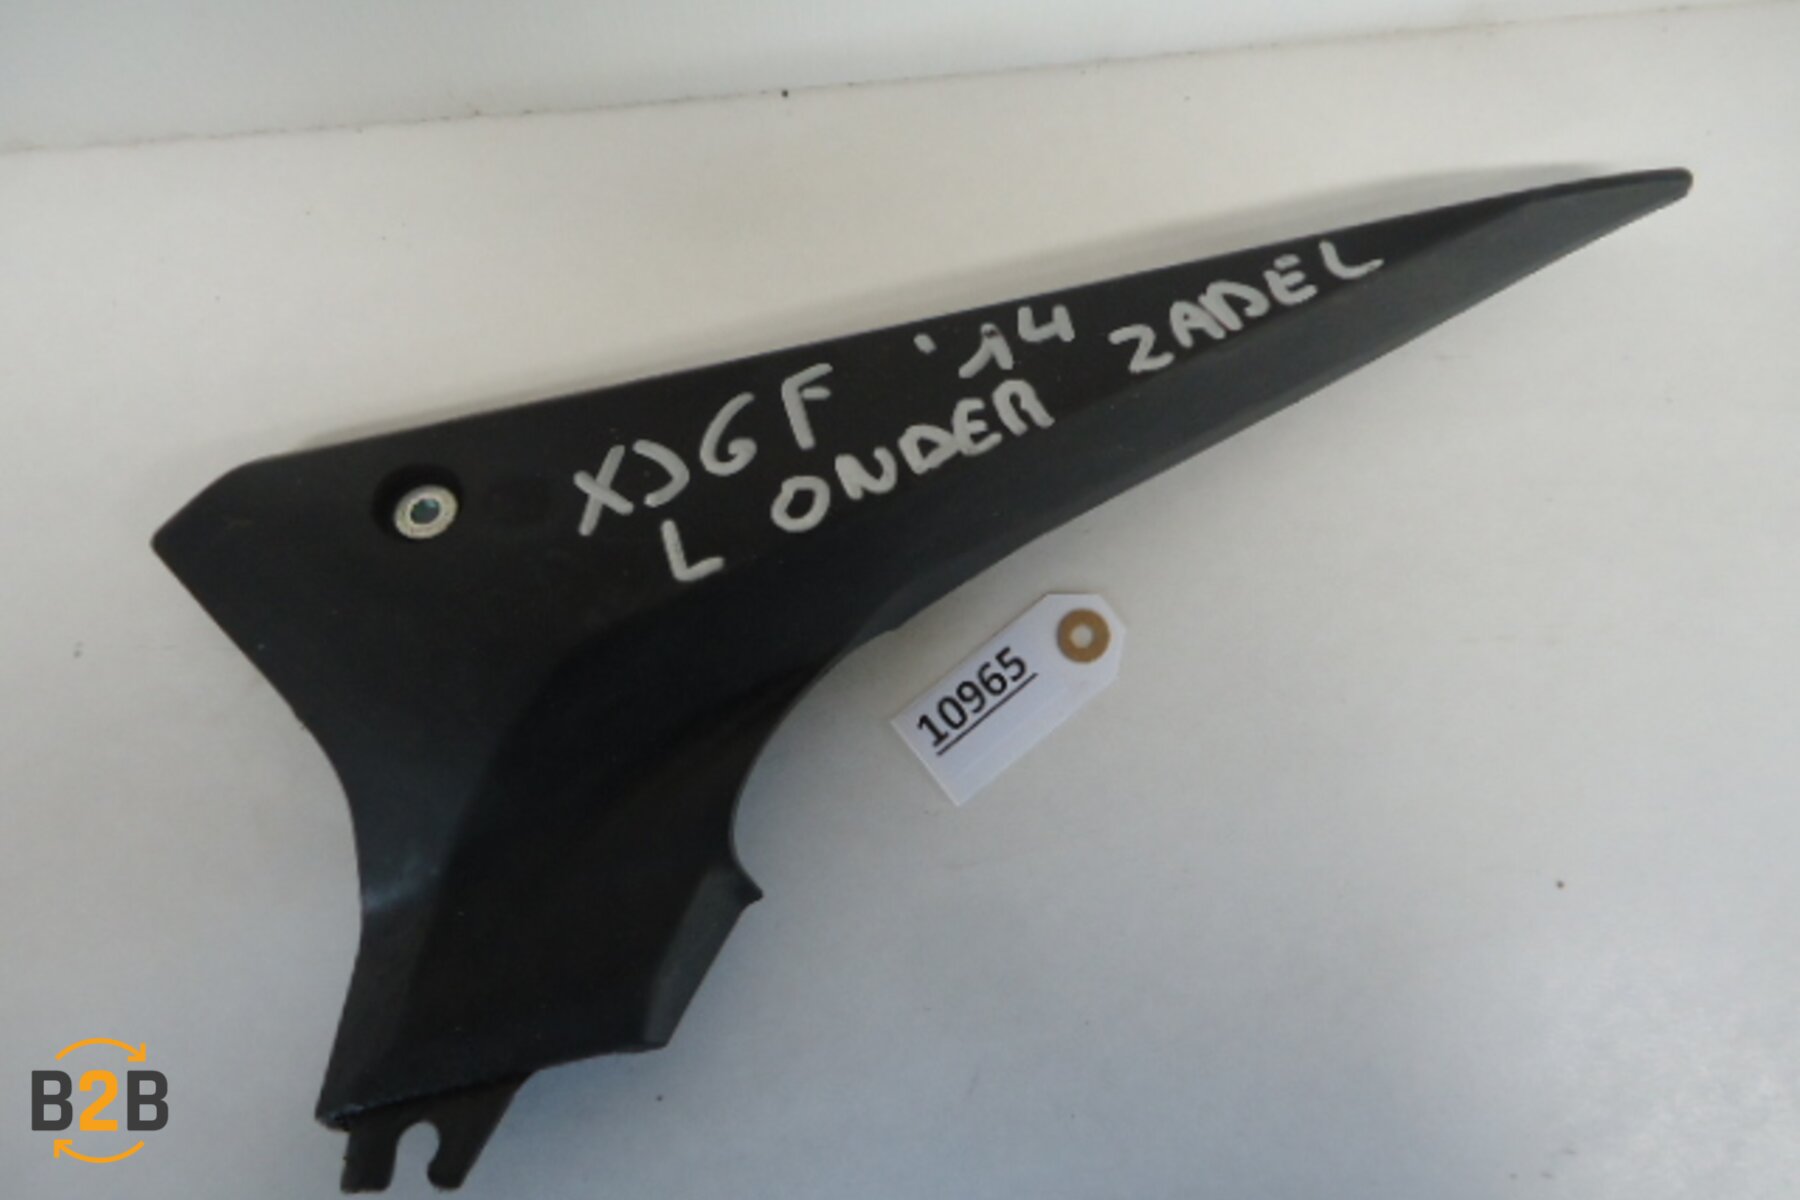 XJ6F '14
L ONDER ZADEL
10965
B2B